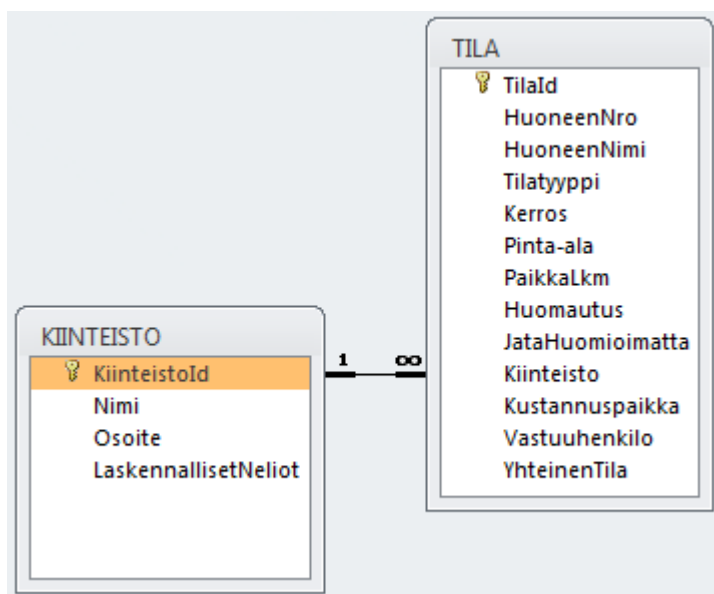 TILA
TilaId
HuoneenNro
HuoneenNimi
Tilatyyppi
Kerros
Pinta-ala
PaikkaLkm
Huomautus
JataHuomioimatta
Kiinteisto
Kustannuspaikka
Vastuuhenkilo
YhteinenTila
KIINTEISTO
KiinteistoId
Nimi
Osoite
LaskennallisetNeliot
1 ∞